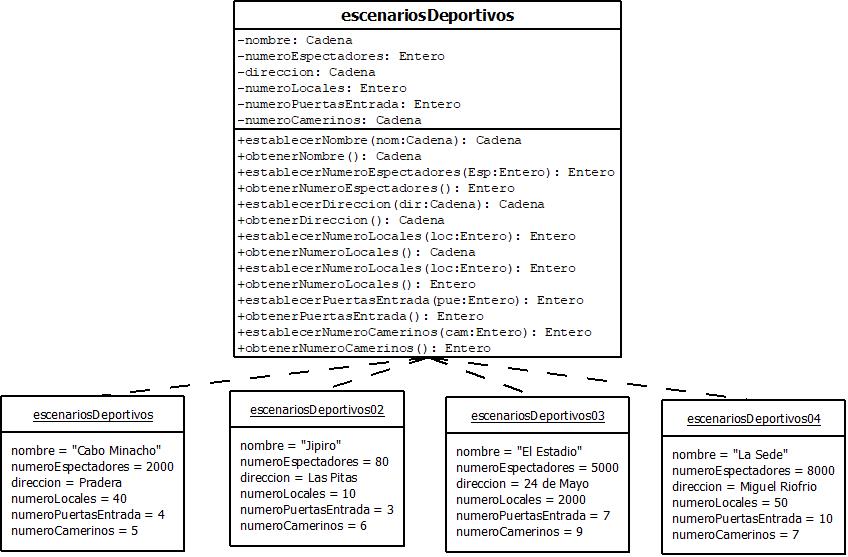 escenariosDeportivos
-nombre: Cadena
-numeroEspectadores: Entero
-direccion: Cadena
-numeroLocales: Entero
-numeroPuertasEntrada: Entero
-numeroCamerinos: Cadena
+establecerNombre(nom:Cadena): Cadena
+obtenerNombre(): Cadena
+establecerNumeroEspectadores(Esp:Entero): Entero
+obtenerNumeroEspectadores(): Entero
+establecerDireccion(dir:Cadena): Cadena
+obtenerDireccion(): Cadena
+establecerNumeroLocales(loc:Entero): Entero
+obtenerNumeroLocales(): Cadena
+establecerNumeroLocales(loc:Entero): Entero
+obtenerNumeroLocales(): Entero
+establecerPuertasEntrada(pue:Entero): Entero
+obtenerPuertasEntrada(): Entero
+establecerNumeroCamerinos(cam:Entero): Entero
+obtenerNumeroCamerinos(): Entero
escenariosDeportivos
nombre = "Cabo Minacho"
numeroEspectadores = 2000
direccion = Pradera
numeroLocales = 40
numeroPuertasEntrada = 4
numeroCamerinos = 5
escenariosDeportivos02
nombre = "Jipiro"
numeroEspectadores = 80
direccion = Las Pitas
numeroLocales = 10
numeroPuertasEntrada = 3
numeroCamerinos = 6
escenariosDeportivos03
nombre = "El Estadio"
numeroEspectadores = 5000
direccion = 24 de Mayo
numeroLocales = 2000
numeroPuertasEntrada = 7
numeroCamerinos = 9
escenariosDeportivos04
nombre = "La Sede"
numeroEspectadores = 8000
direccion = Miguel Riofrio
numeroLocales = 50
numeroPuertasEntrada = 10
numeroCamerinos = 7